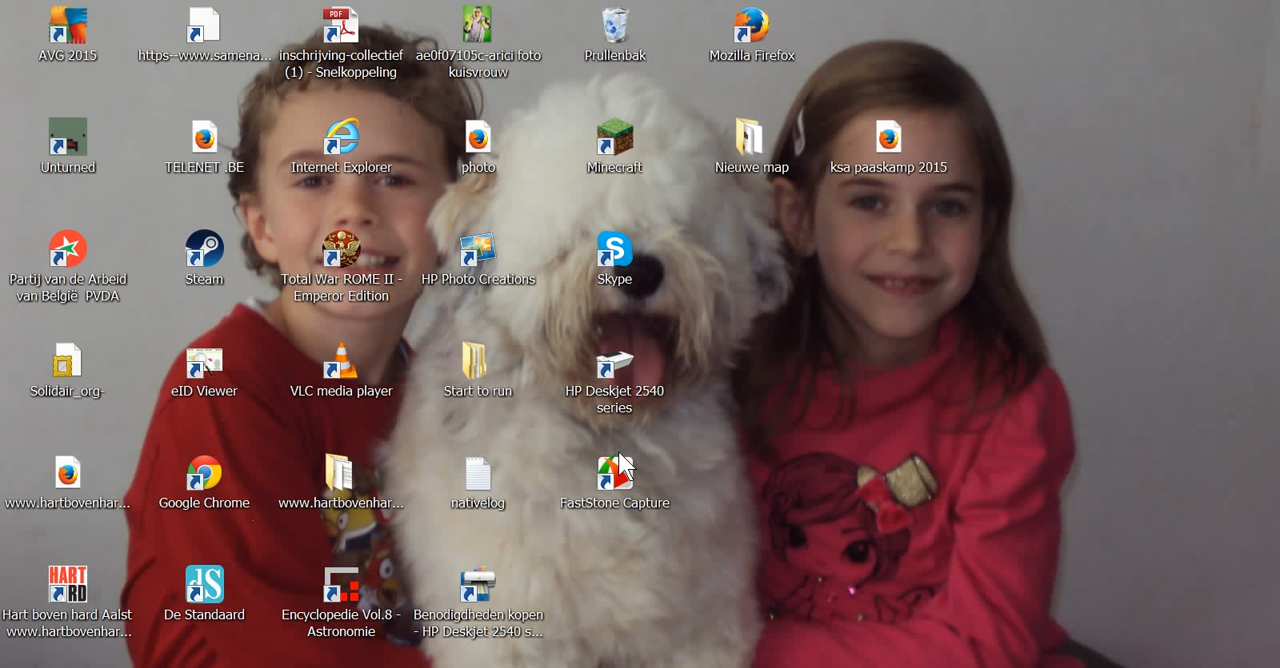 AVG 2015
https--www.samena...
PDF
inschrijving-collectief
(1) - Snelkoppeling
ae0f07105c-arici foto
kuisvrouw
Prullenbak
Mozilla Firefox
Unturned
TELENET .BE
Internet Explorer
photo
Minecraft
Nieuwe map
ksa paaskamp 2015
Partij van de Arbeid
van België PVDA
Steam
Total War ROME II -
Emperor Edition
HP Photo Creations
S
Skype
Solidair_org-
eID Viewer
VLC media player
Start to run
HP Deskjet 2540
series
www.hartbovenhar...
Google Chrome
www.hartbovenhar...
nativelog
FastStone Capture
HART
RD
Hart boven hard Aalst
www.hartbovenhar...
dS
De Standaard
Encyclopedie Vol.8 -
Astronomie
Benodigdheden kopen
- HP Deskjet 2540 s...